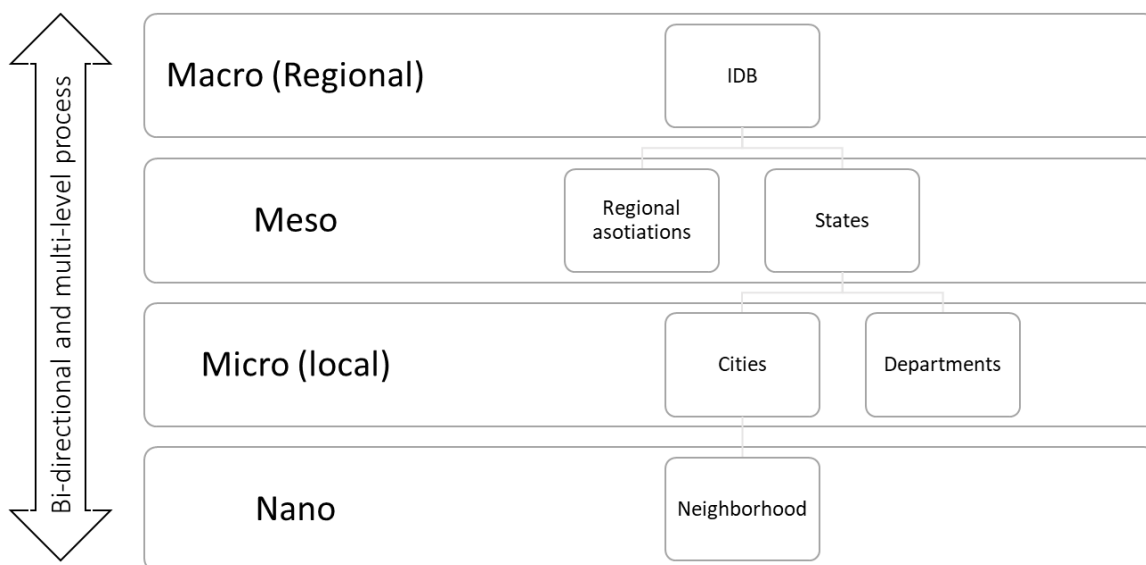 Bi-directional and multi-level process
Macro (Regional)
IDB
Meso
Regional
asotiations
States
Micro (local)
Cities
Departments
Nano
Neighborhood